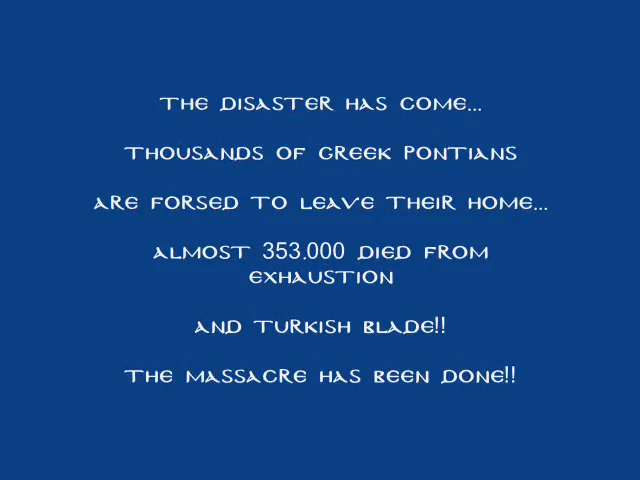 THE DISASTER HAS COME...
THOUSANDS OF GREEK PONTIANS
ARE FORSED TO LEAVE THEIR HOME...
ALMOST 353.000 DIED FROM
EXHAUSTION
AND TURKISH BLADE!!
THE MASSACRE HAS BEEN DONE!!